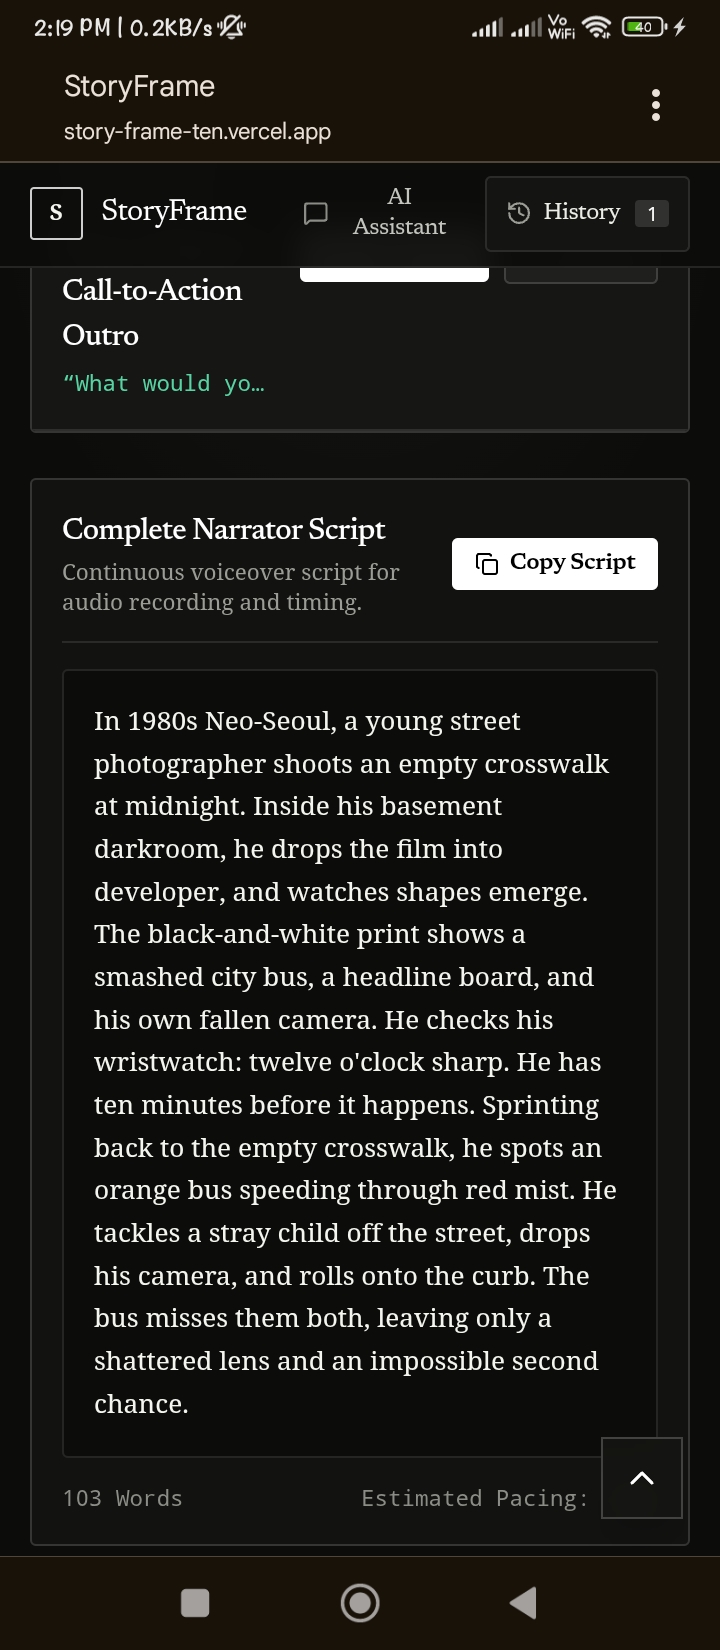 2:19 PM | 0.2KB/s
Vo
WiFi
40
StoryFrame
story-frame-ten.vercel.app
S
StoryFrame
AI
Assistant
History
1
Call-to-Action
Outro
“What would yo…
Complete Narrator Script
Continuous voiceover script for
audio recording and timing.
Copy Script
In 1980s Neo-Seoul, a young street
photographer shoots an empty crosswalk
at midnight. Inside his basement
darkroom, he drops the film into
developer, and watches shapes emerge.
The black-and-white print shows a
smashed city bus, a headline board, and
his own fallen camera. He checks his
wristwatch: twelve o'clock sharp. He has
ten minutes before it happens. Sprinting
back to the empty crosswalk, he spots an
orange bus speeding through red mist. He
tackles a stray child off the street, drops
his camera, and rolls onto the curb. The
bus misses them both, leaving only a
shattered lens and an impossible second
chance.
103 Words
Estimated Pacing: